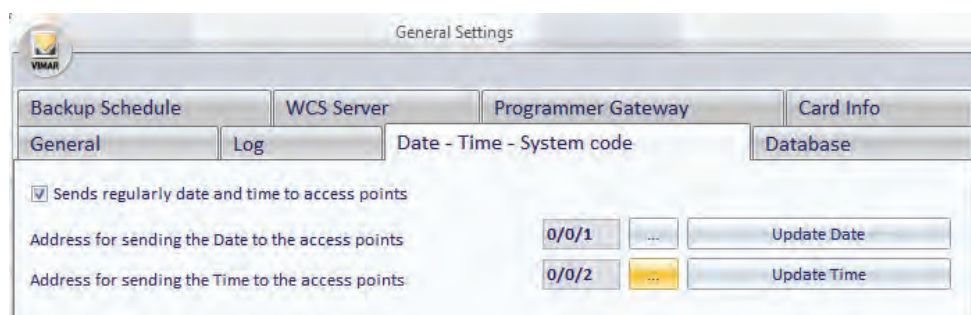 General Settings
VIMAR
Backup Schedule WCS Server Programmer Gateway Card Info
General Log Date - Time - System code Database
Sends regularly date and time to access points
Address for sending the Date to the access points 0/0/1 ... Update Date
Address for sending the Time to the access points 0/0/2 ... Update Time